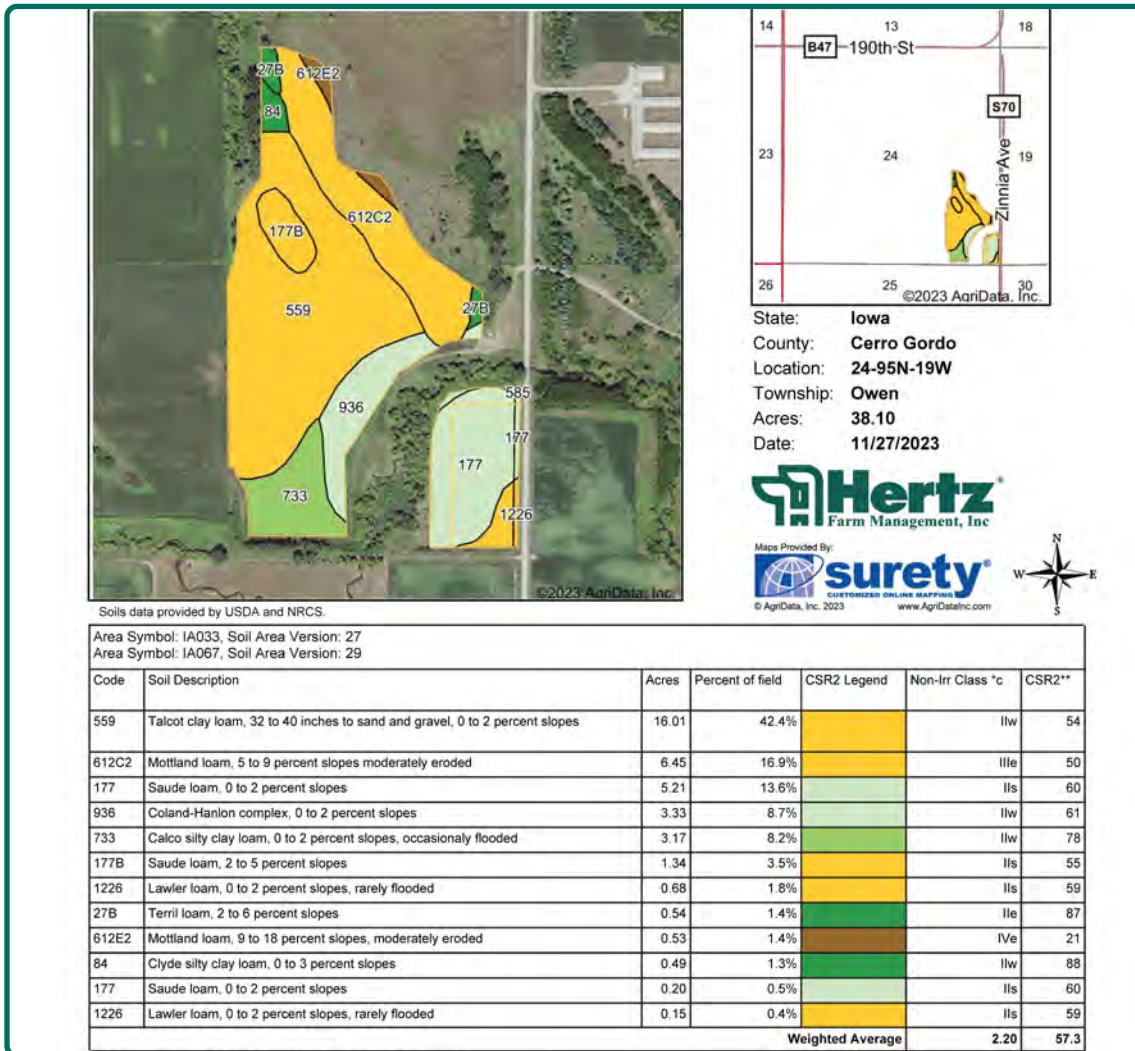 27B
612E2
84
612C2
177B
559
27B
936
585
177
177
733
1226
©2023 AgriData, Inc.
Soils data provided by USDA and NRCS.
14
13
18
B47
190th St
S70
23
24
19
Zinnia Ave
26
25
30
©2023 AgriData, Inc.
State: Iowa
County: Cerro Gordo
Location: 24-95N-19W
Township: Owen
Acres: 38.10
Date: 11/27/2023
Hertz®
Farm Management, Inc
Maps Provided By:
surety®
CUSTOMIZED ONLINE MAPPING
© AgriData, Inc. 2023 www.AgriDataInc.com
N
W E
S
Area Symbol: IA033, Soil Area Version: 27
Area Symbol: IA067, Soil Area Version: 29
Code Soil Description Acres Percent of field CSR2 Legend Non-Irr Class *c CSR2**
559 Talcot clay loam, 32 to 40 inches to sand and gravel, 0 to 2 percent slopes 16.01 42.4% IIw 54
612C2 Mottland loam, 5 to 9 percent slopes moderately eroded 6.45 16.9% IIIe 50
177 Saude loam, 0 to 2 percent slopes 5.21 13.6% IIs 60
936 Coland-Hanlon complex, 0 to 2 percent slopes 3.33 8.7% IIw 61
733 Calco silty clay loam, 0 to 2 percent slopes, occasionaly flooded 3.17 8.2% IIw 78
177B Saude loam, 2 to 5 percent slopes 1.34 3.5% IIs 55
1226 Lawler loam, 0 to 2 percent slopes, rarely flooded 0.68 1.8% IIs 59
27B Terril loam, 2 to 6 percent slopes 0.54 1.4% IIe 87
612E2 Mottland loam, 9 to 18 percent slopes, moderately eroded 0.53 1.4% IVe 21
84 Clyde silty clay loam, 0 to 3 percent slopes 0.49 1.3% IIw 88
177 Saude loam, 0 to 2 percent slopes 0.20 0.5% IIs 60
1226 Lawler loam, 0 to 2 percent slopes, rarely flooded 0.15 0.4% IIs 59
Weighted Average 2.20 57.3